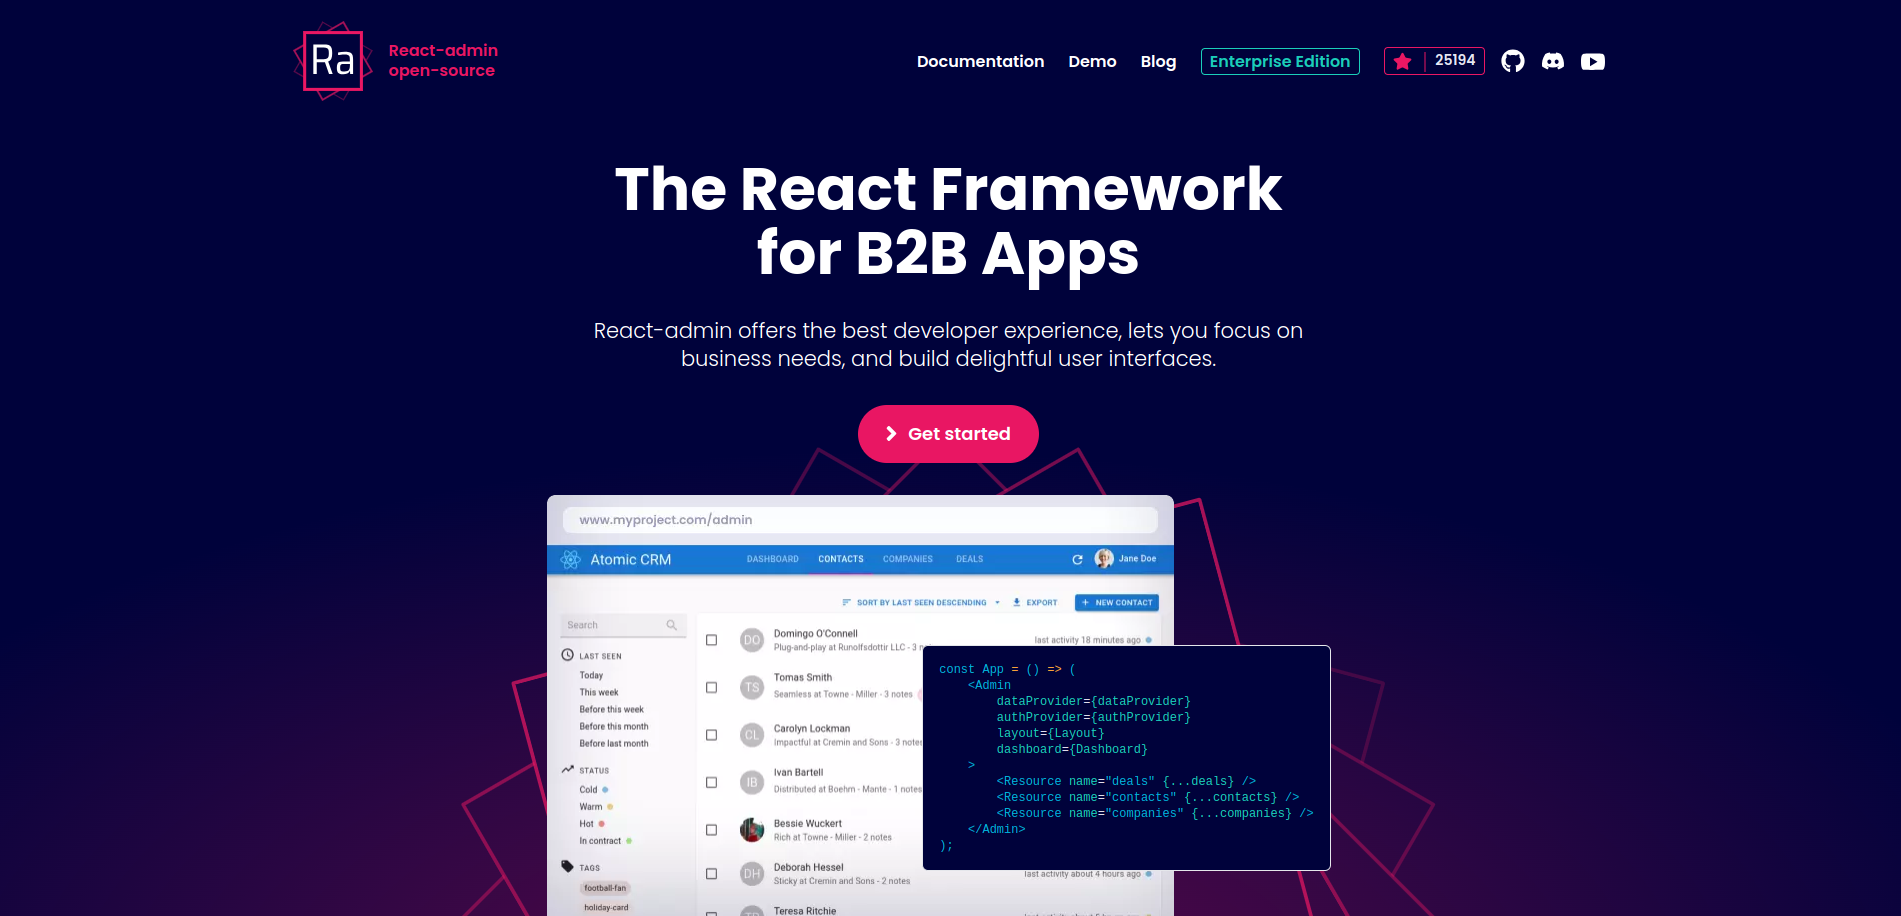 Ra
React-admin
open-source
Documentation
Demo
Blog
Enterprise Edition
25194
The React Framework
for B2B Apps
React-admin offers the best developer experience, lets you focus on
business needs, and build delightful user interfaces.
Get started
www.myproject.com/admin
Atomic CRM
DASHBOARD
CONTACTS
COMPANIES
DEALS
Jane Doe
SORT BY LAST SEEN DESCENDING
EXPORT
+ NEW CONTACT
Search
LAST SEEN
Today
This week
Before this week
Before this month
Before last month
STATUS
Cold
Warm
Hot
In contract
TAGS
football-fan
holiday-card
DO
Domingo O'Connell
Plug-and-play at Runolfsdottir LLC - 3 n
last activity 18 minutes ago
TS
Tomas Smith
Seamless at Towne - Miller - 3 notes
CL
Carolyn Lockman
Impactful at Cremin and Sons - 3 notes
IB
Ivan Bartell
Distributed at Boehm - Mante - 1 notes
Bessie Wuckert
Rich at Towne - Miller - 2 notes
DH
Deborah Hessel
Sticky at Cremin and Sons - 2 notes
last activity about 4 hours ago
TR
Teresa Ritchie
const App = () => (
<Admin
dataProvider={dataProvider}
authProvider={authProvider}
layout={Layout}
dashboard={Dashboard}
>
<Resource name="deals" {...deals} />
<Resource name="contacts" {...contacts} />
<Resource name="companies" {...companies} />
</Admin>
);